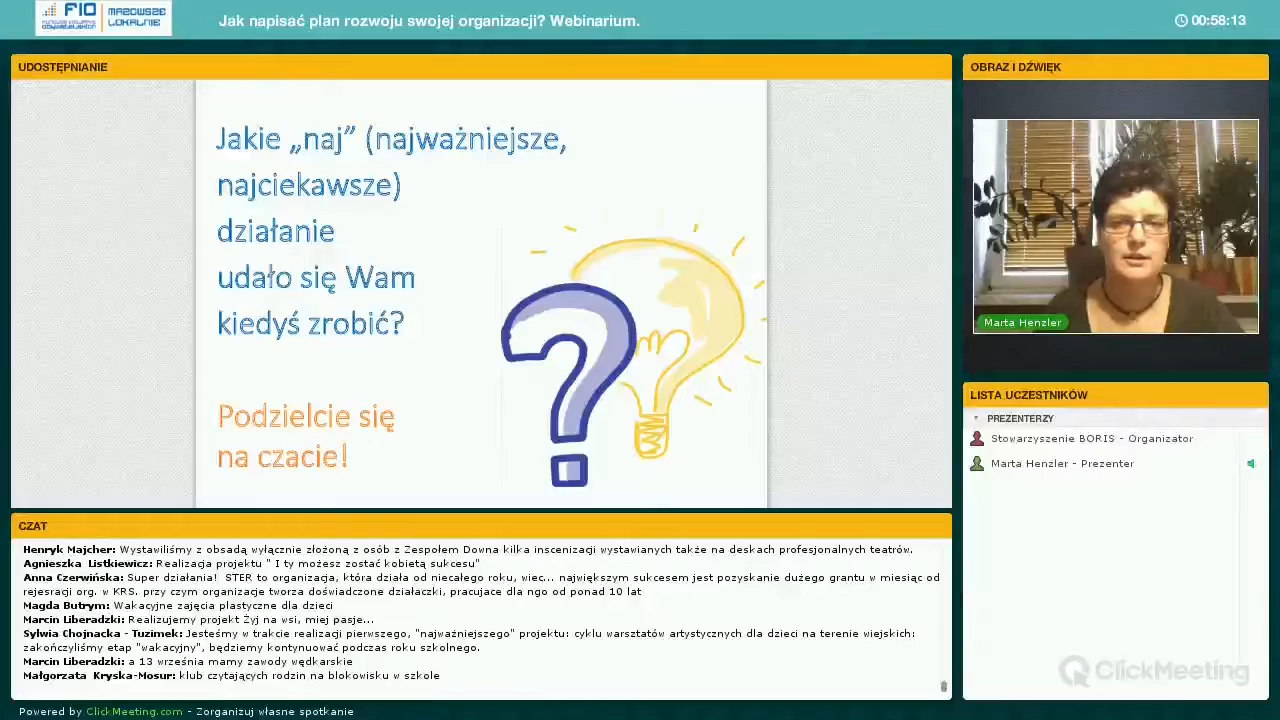 FIO
MAZOWSZE
LOKALNIE
Jak napisać plan rozwoju swojej organizacji? Webinarium.
00:58:13
UDOSTĘPNIANIE
Jakie „naj” (najważniejsze,
najciekawsze)
działanie
udało się Wam
kiedyś zrobić?
Podzielcie się
na czacie!
OBRAZ I DŹWIĘK
Marta Henzler
LISTA UCZESTNIKÓW
PREZENTERZY
Stowarzyszenie BORIS - Organizator
Marta Henzler - Prezenter
CZAT
Henryk Majcher: Wystawiliśmy z obsadą wyłącznie złożoną z osób z Zespołem Downa kilka inscenizacji wystawianych także na deskach profesjonalnych teatrów.
Agnieszka Listkiewicz: Realizacja projektu " I ty możesz zostać kobietą sukcesu"
Anna Czerwińska: Super działania! STER to organizacja, która działa od niecałego roku, wiec... największym sukcesem jest pozyskanie dużego grantu w miesiąc od
rejesracji org. w KRS. przy czym organizacje tworza doświadczone działaczki, pracujace dla ngo od ponad 10 lat
Magda Butrym: Wakacyjne zajęcia plastyczne dla dzieci
Marcin Liberadzki: Realizujemy projekt Żyj na wsi, miej pasje...
Sylwia Chojnacka - Tuzimek: Jesteśmy w trakcie realizacji pierwszego, "najważniejszego" projektu: cyklu warsztatów artystycznych dla dzieci na terenie wiejskich:
zakończyliśmy etap "wakacyjny", będziemy kontynuować podczas roku szkolnego.
Marcin Liberadzki: a 13 września mamy zawody wędkarskie
Małgorzata Kryska-Mosur: klub czytających rodzin na blokowisku w szkole
ClickMeeting
Powered by ClickMeeting.com - Zorganizuj własne spotkanie